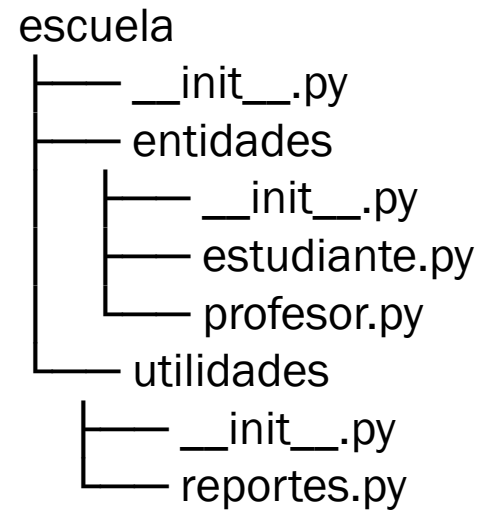 escuela
__init__.py
entidades
__init__.py
estudiante.py
profesor.py
utilidades
__init__.py
reportes.py